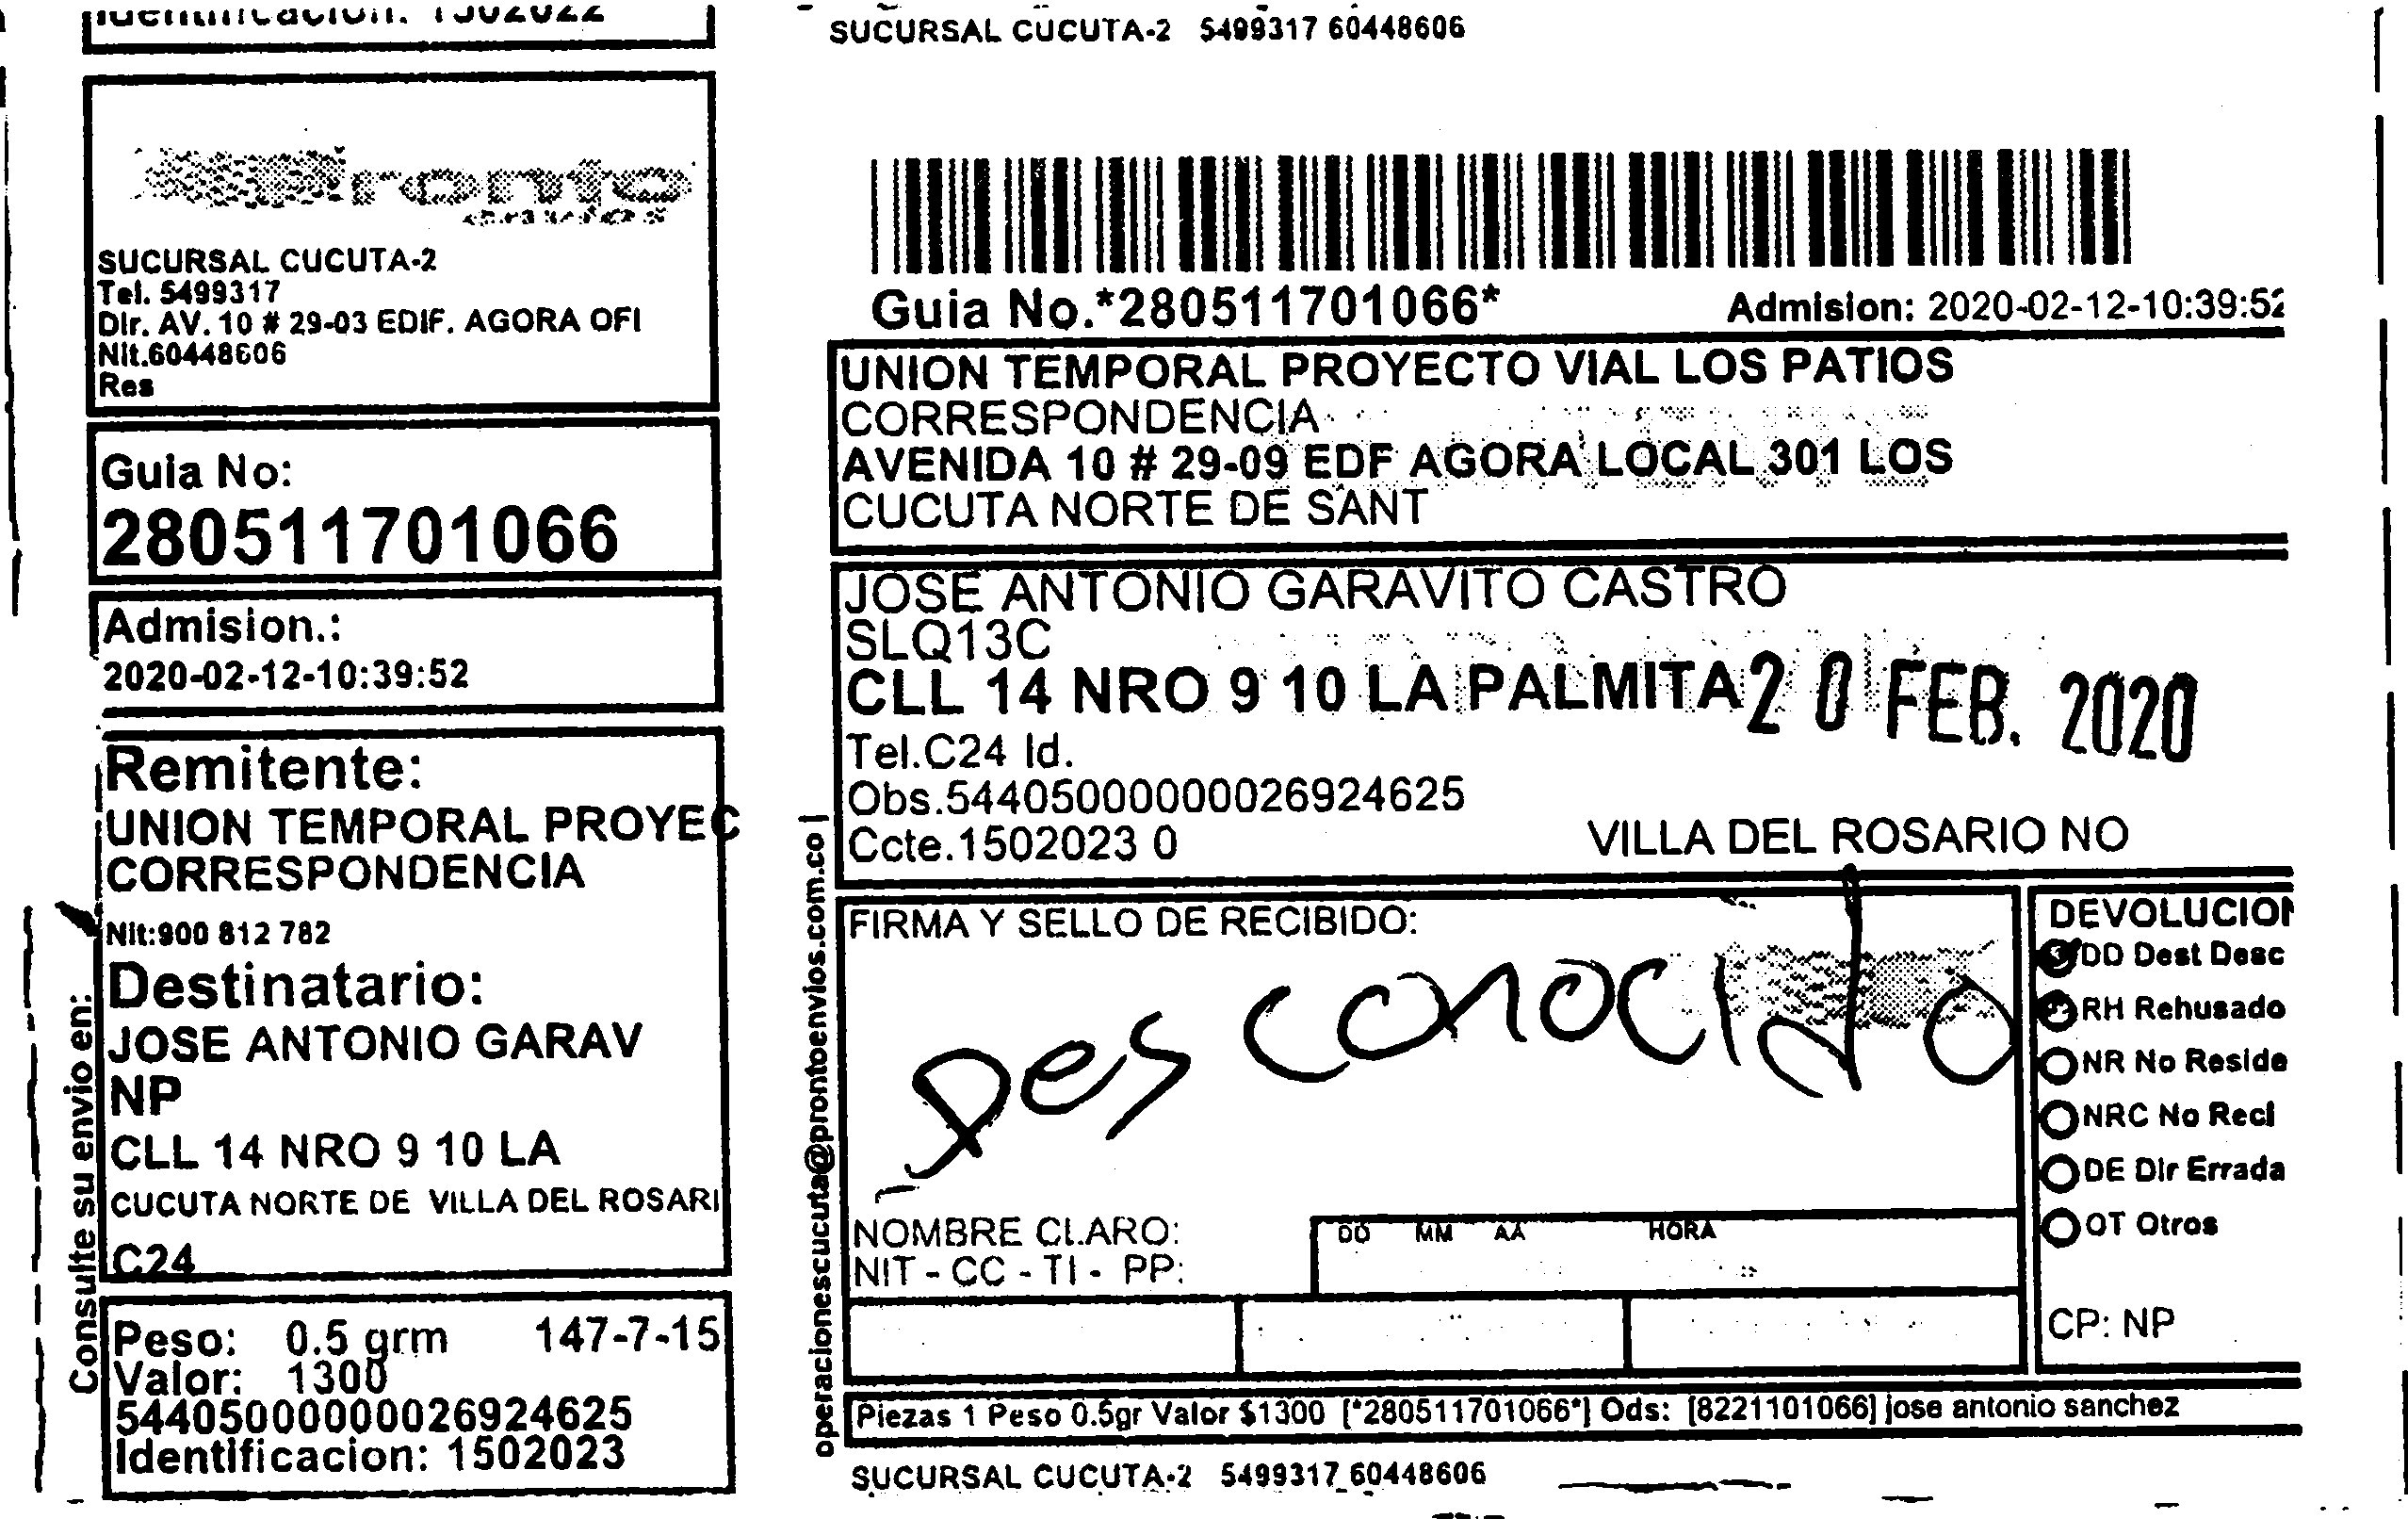 SUCURSAL CUCUTA-2 5499317 60448606
Pronto
envios
SUCURSAL CUCUTA-2
Tel. 5499317
Dir. AV. 10 # 29-03 EDIF. AGORA OFI
Nit.60448606
Res
Guia No:
280511701066
Admision.:
2020-02-12-10:39:52
Remitente:
UNION TEMPORAL PROYEC
CORRESPONDENCIA
Nit:900 812 782
Destinatario:
JOSE ANTONIO GARAV
NP
CLL 14 NRO 9 10 LA
CUCUTA NORTE DE VILLA DEL ROSARI
C24
Peso: 0.5 grm 147-7-15
Valor: 1300
544050000000026924625
Identificacion: 1502023
Consulte su envio en:
operacionescucuta@prontoenvios.com.co |
Guia No.*280511701066*
Admision: 2020-02-12-10:39:52
UNION TEMPORAL PROYECTO VIAL LOS PATIOS
CORRESPONDENCIA
AVENIDA 10 # 29-09 EDF AGORA LOCAL 301 LOS
CUCUTA NORTE DE SANT
JOSE ANTONIO GARAVITO CASTRO
SLQ13C
CLL 14 NRO 9 10 LA PALMITA
20 FEB. 2020
Tel.C24 Id.
Obs.544050000000026924625
Ccte.1502023 0
VILLA DEL ROSARIO NO
FIRMA Y SELLO DE RECIBIDO:
Desconocido
NOMBRE CLARO:
NIT - CC - TI - PP:
DD MM AA HORA
DEVOLUCION
DD Dest Desc
RH Rehusado
NR No Reside
NRC No Recl
DE Dir Errada
OT Otros
CP: NP
Piezas 1 Peso 0.5gr Valor $1300 [*280511701066*] Ods: [8221101066] jose antonio sanchez
SUCURSAL CUCUTA-2 5499317 60448606